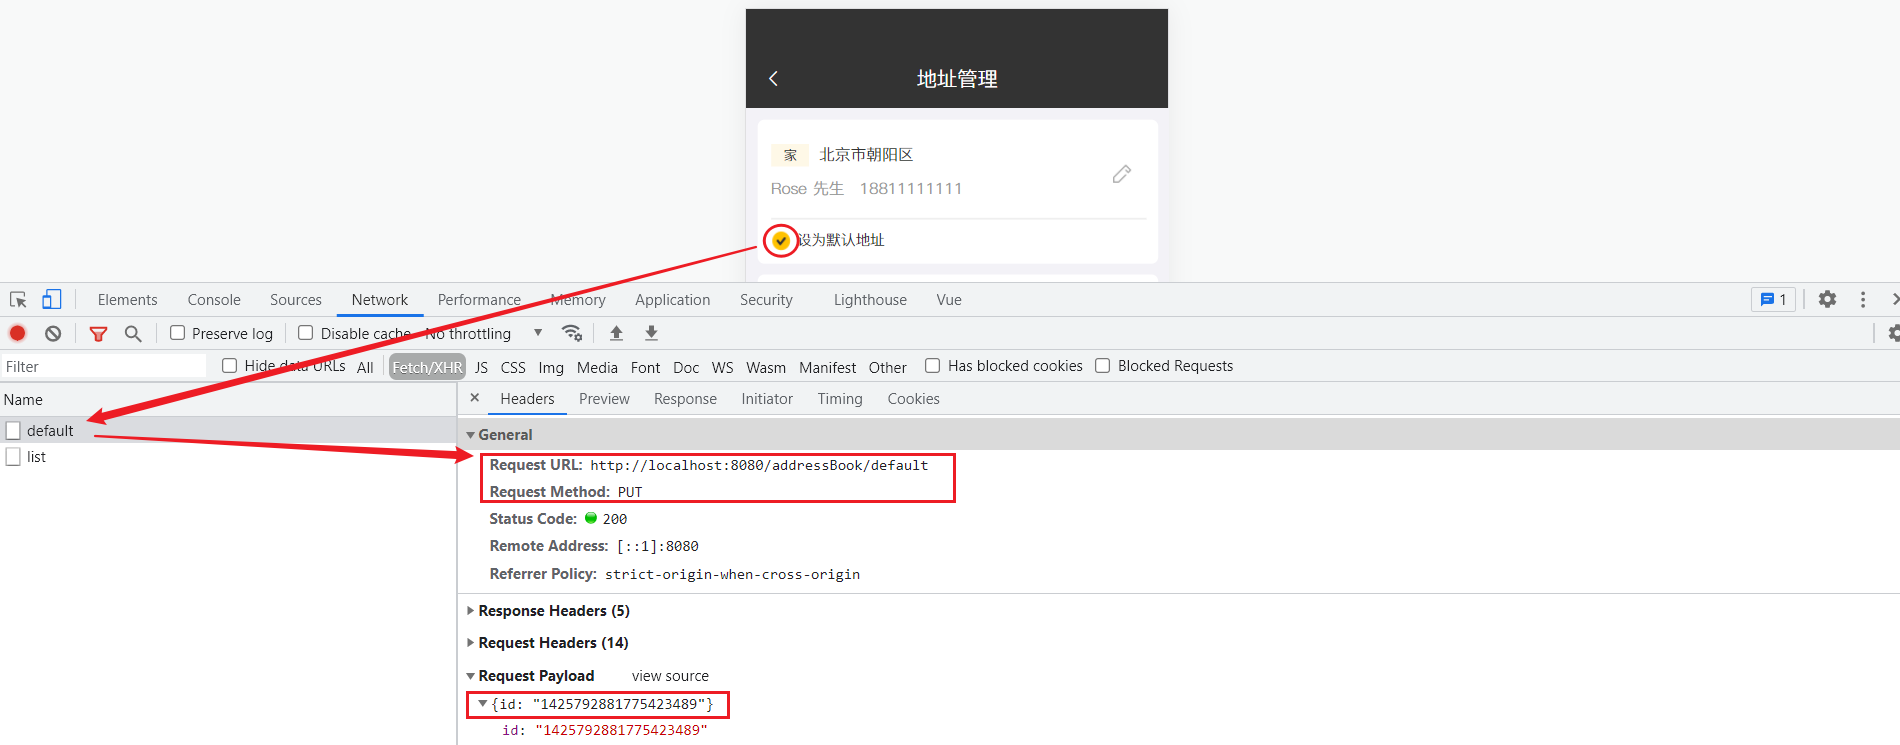 地址管理
家 北京市朝阳区
Rose 先生 18811111111
设为默认地址
Elements Console Sources Network Performance Memory Application Security Lighthouse Vue 1
Preserve log Disable cache No throttling
Filter Hide data URLs All Fetch/XHR JS CSS Img Media Font Doc WS Wasm Manifest Other Has blocked cookies Blocked Requests
Name
default
list
× Headers Preview Response Initiator Timing Cookies
General
Request URL: http://localhost:8080/addressBook/default
Request Method: PUT
Status Code: 200
Remote Address: [::1]:8080
Referrer Policy: strict-origin-when-cross-origin
Response Headers (5)
Request Headers (14)
Request Payload view source
{id: "1425792881775423489"}
id: "1425792881775423489"